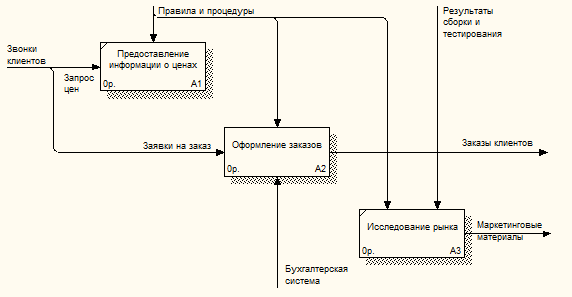 Правила и процедуры
Результаты
сборки и
тестирования
Звонки
клиентов
Запрос
цен
Предоставление
информации о ценах
0р. A1
Заявки на заказ
Оформление заказов
0р. A2
Заказы клиентов
Исследование рынка
0р. A3
Маркетинговые
материалы
Бухгалтерская
система